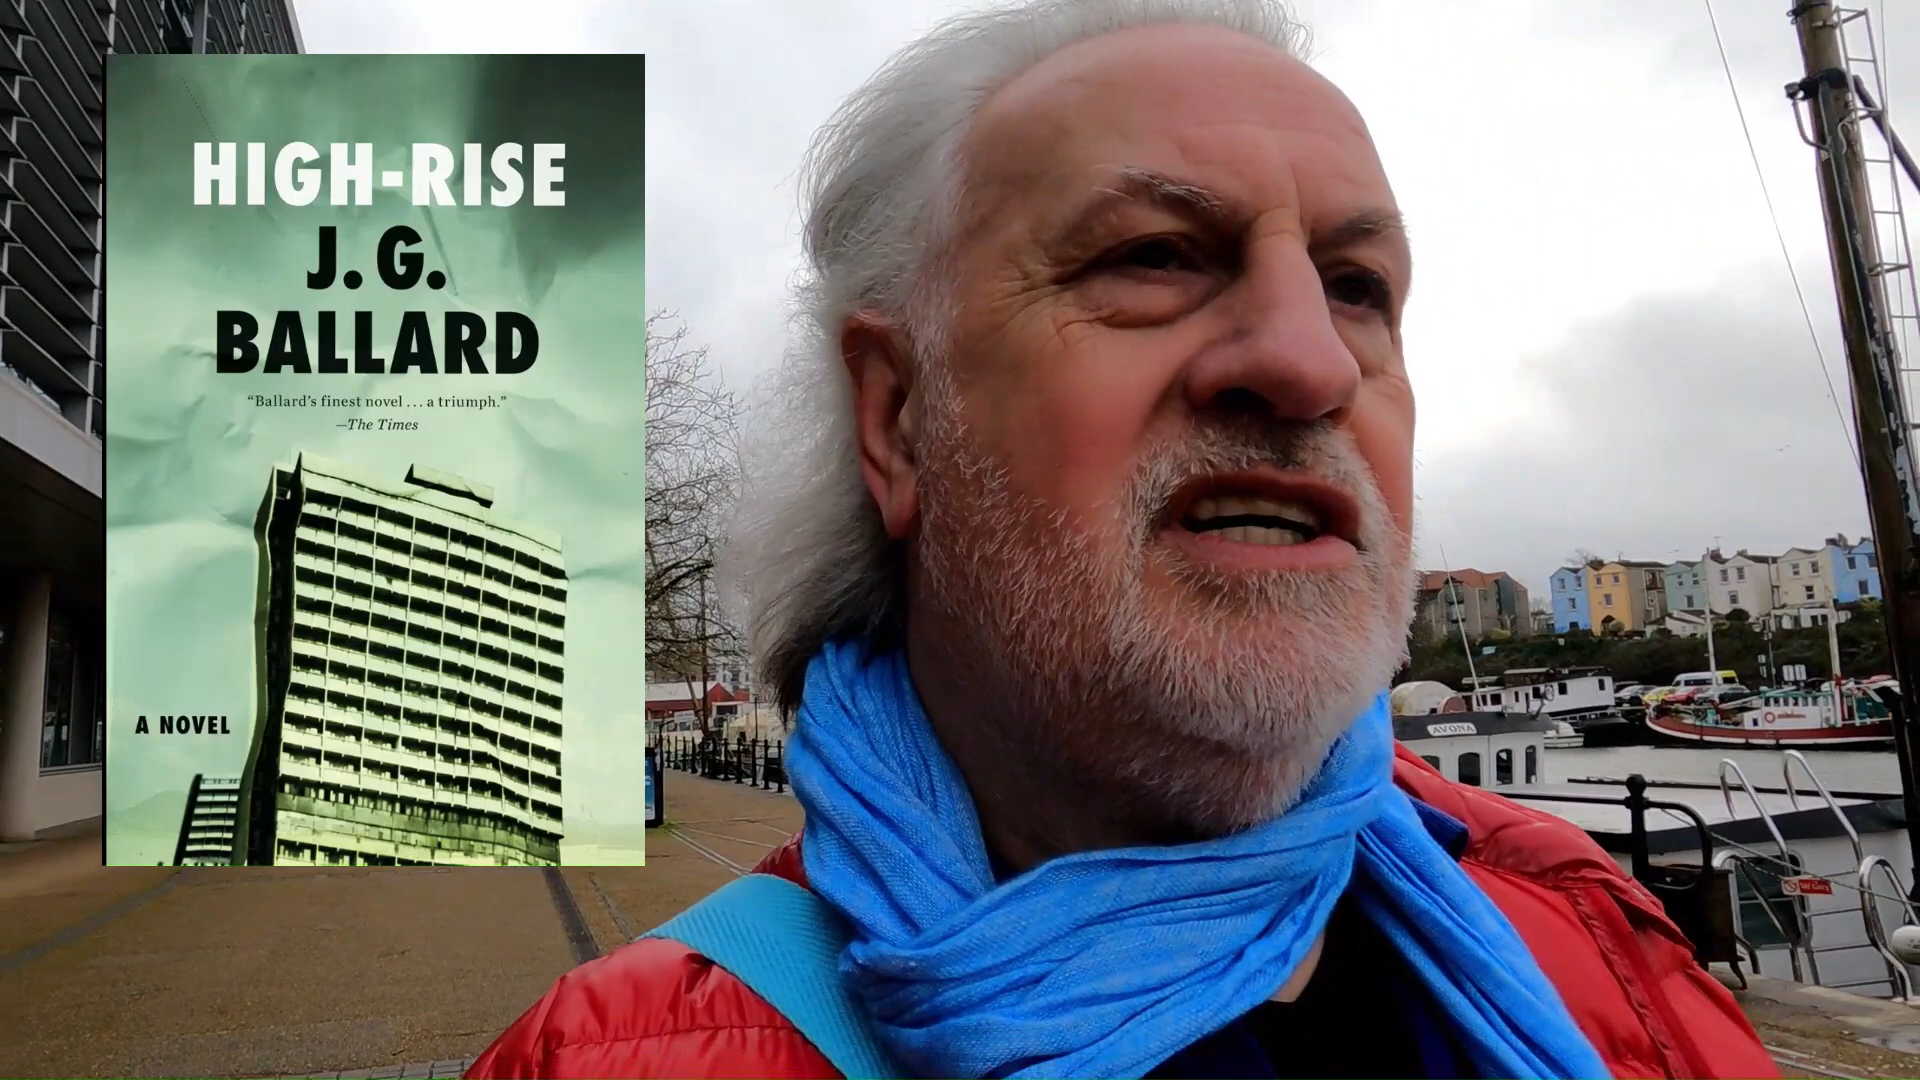 HIGH-RISE
J. G.
BALLARD
“Ballard's finest novel . . . a triumph.”
—The Times
A NOVEL
AVONA